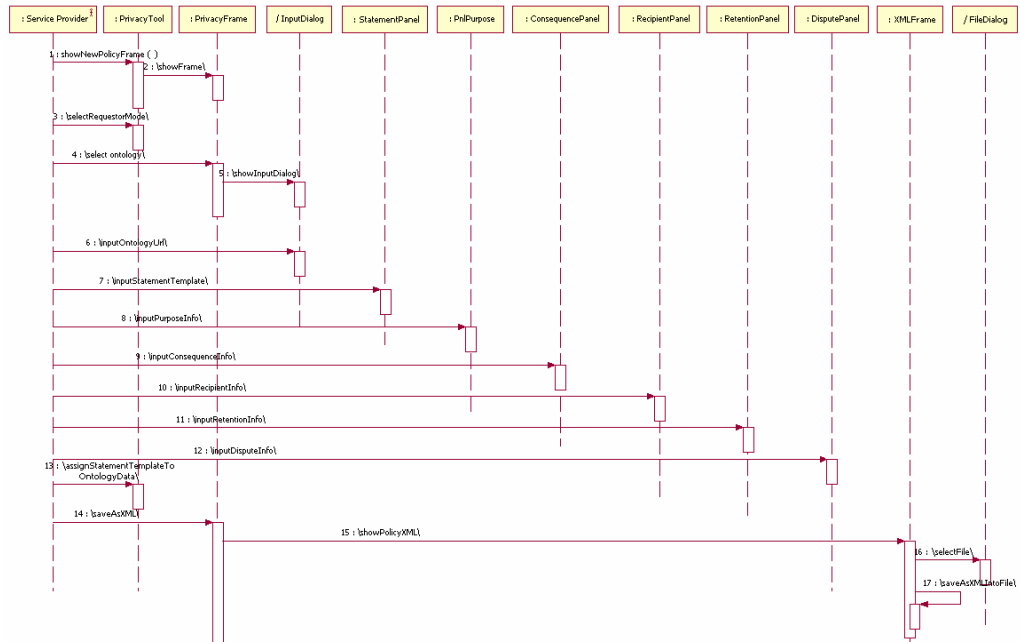 : Service Provider
: PrivacyTool
: PrivacyFrame
/ InputDialog
: StatementPanel
: PnlPurpose
: ConsequencePanel
: RecipientPanel
: RetentionPanel
: DisputePanel
: XMLFrame
/ FileDialog
1 : showNewPolicyFrame ( )
2 : \showFrame\
3 : \selectRequestorMode\
4 : \select ontology\
5 : \showInputDialog\
6 : \inputOntologyUrl\
7 : \inputStatementTemplate\
8 : \inputPurposeInfo\
9 : \inputConsequenceInfo\
10 : \inputRecipientInfo\
11 : \inputRetentionInfo\
12 : \inputDisputeInfo\
13 : \assignStatementTemplateTo
OntologyData\
14 : \saveAsXML\
15 : \showPolicyXML\
16 : \selectFile\
17 : \saveAsXMLIntoFile\